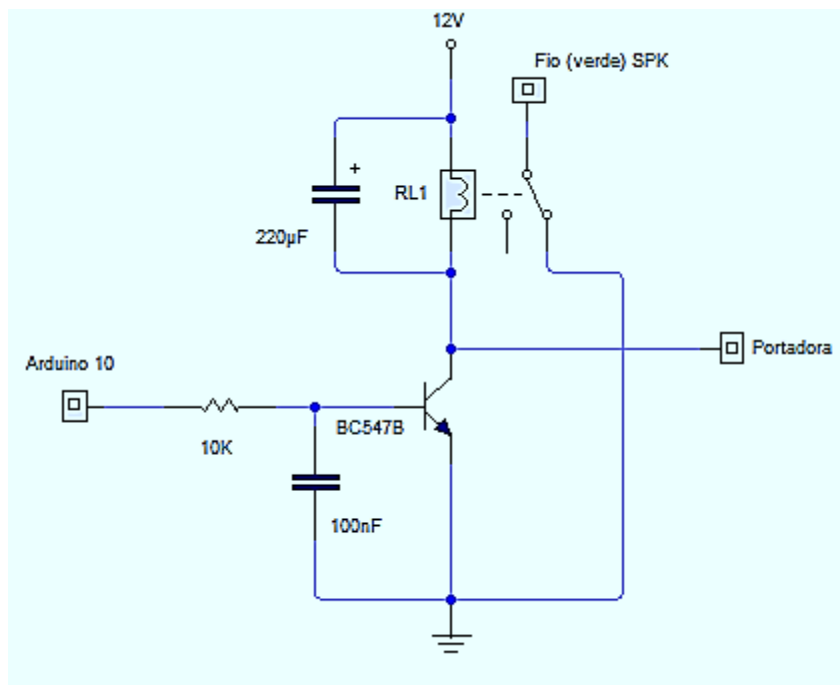 12V
Fio (verde) SPK
+
RL1
220µF
Portadora
Arduino 10
BC547B
10K
100nF